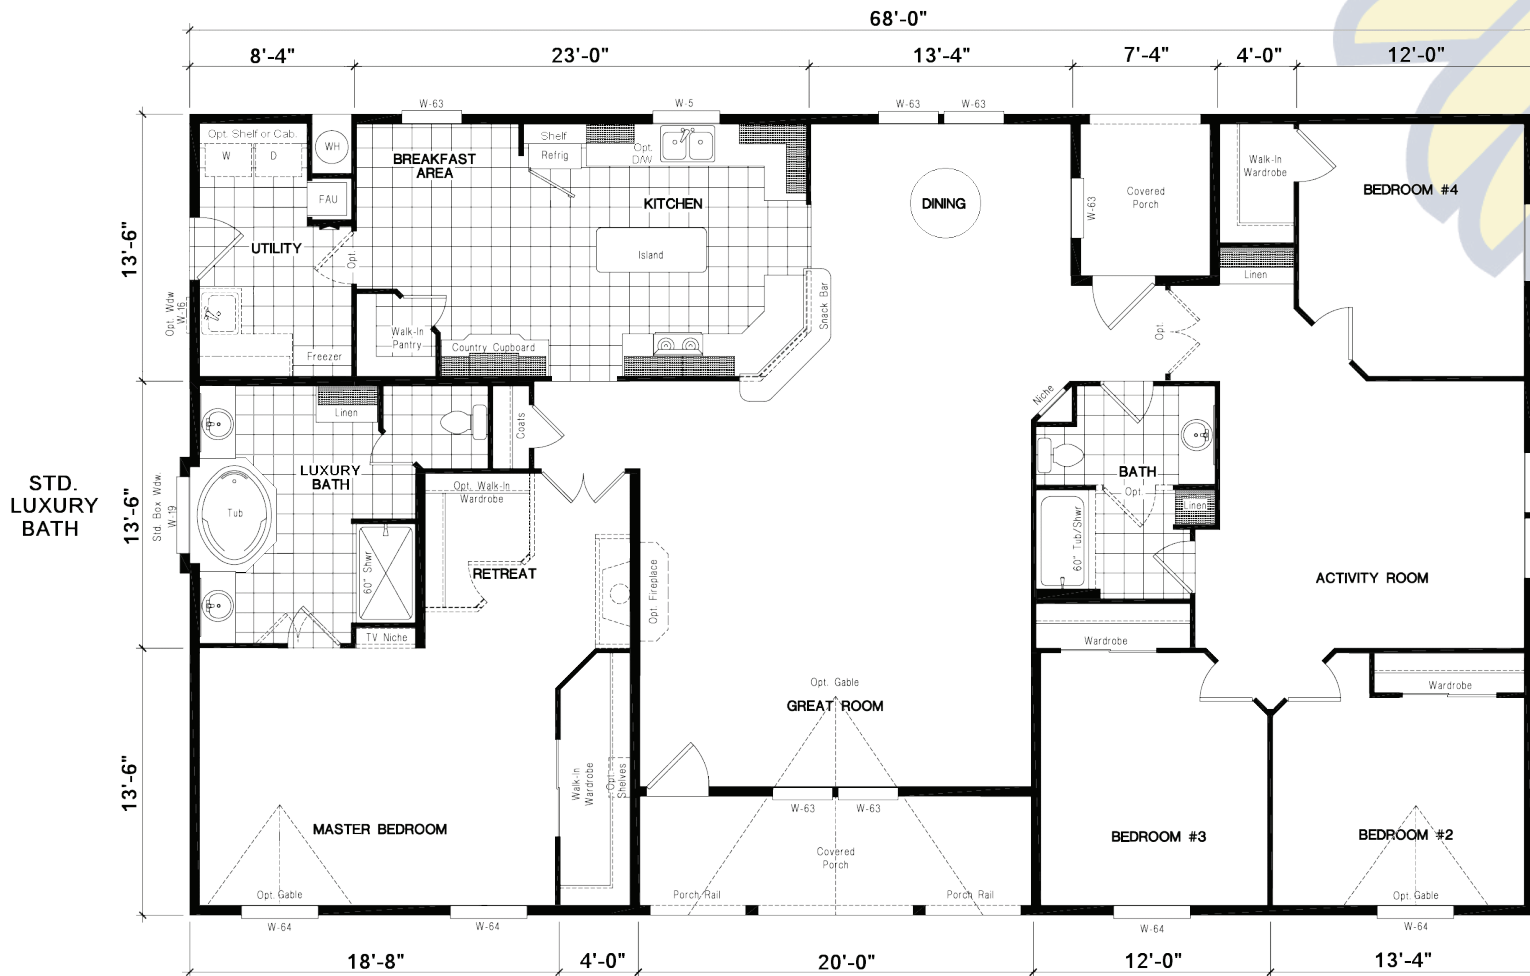 68'-0"
8'-4"
23'-0"
13'-4"
7'-4"
4'-0"
12'-0"
W-63
W-5
W-63
W-63
Opt. Shelf or Cab.
W
D
WH
FAU
BREAKFAST
AREA
Shelf
Refrig
Opt.
D/W
KITCHEN
Island
DINING
W-63
Covered
Porch
Walk-In
Wardrobe
BEDROOM #4
13'-6"
UTILITY
Opt.
Linen
Opt. Wdw
W-16
Snack Bar
Walk-In
Pantry
Country Cupboard
Freezer
Opt.
Niche
Linen
Coats
STD.
LUXURY
BATH
13'-6"
Std. Box Wdw
W-19
LUXURY
BATH
Tub
60" Shwr
TV Niche
Opt. Walk-In
Wardrobe
RETREAT
Opt. Fireplace
BATH
Opt.
Linen
60" Tub/Shwr
ACTIVITY ROOM
Wardrobe
Wardrobe
Opt. Gable
GREAT ROOM
13'-6"
Walk-In
Wardrobe
Opt.
Shelves
MASTER BEDROOM
W-63
W-63
BEDROOM #3
BEDROOM #2
Covered
Porch
Opt. Gable
Porch Rail
Porch Rail
Opt. Gable
W-64
W-64
W-64
W-64
18'-8"
4'-0"
20'-0"
12'-0"
13'-4"